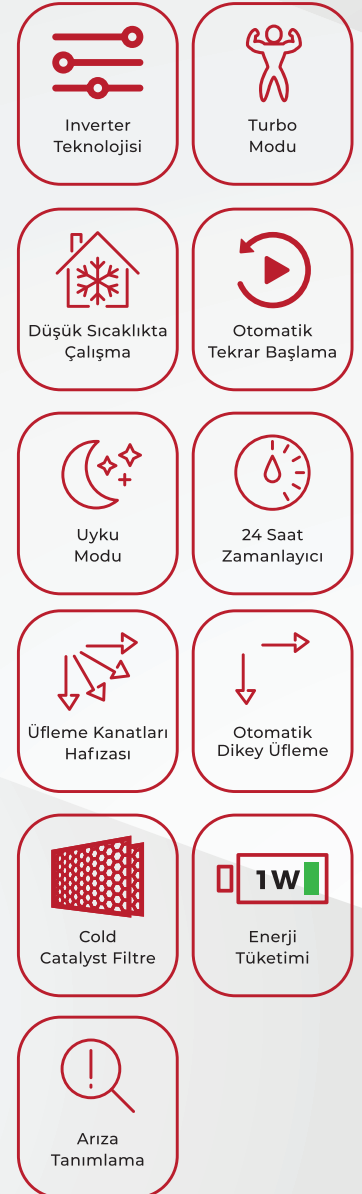 Inverter
Teknolojisi
Turbo
Modu
Düşük Sıcaklıkta
Çalışma
Otomatik
Tekrar Başlama
Uyku
Modu
24 Saat
Zamanlayıcı
Üfleme Kanatları
Hafızası
Otomatik
Dikey Üfleme
Cold
Catalyst Filtre
1W
Enerji
Tüketimi
Arıza
Tanımlama